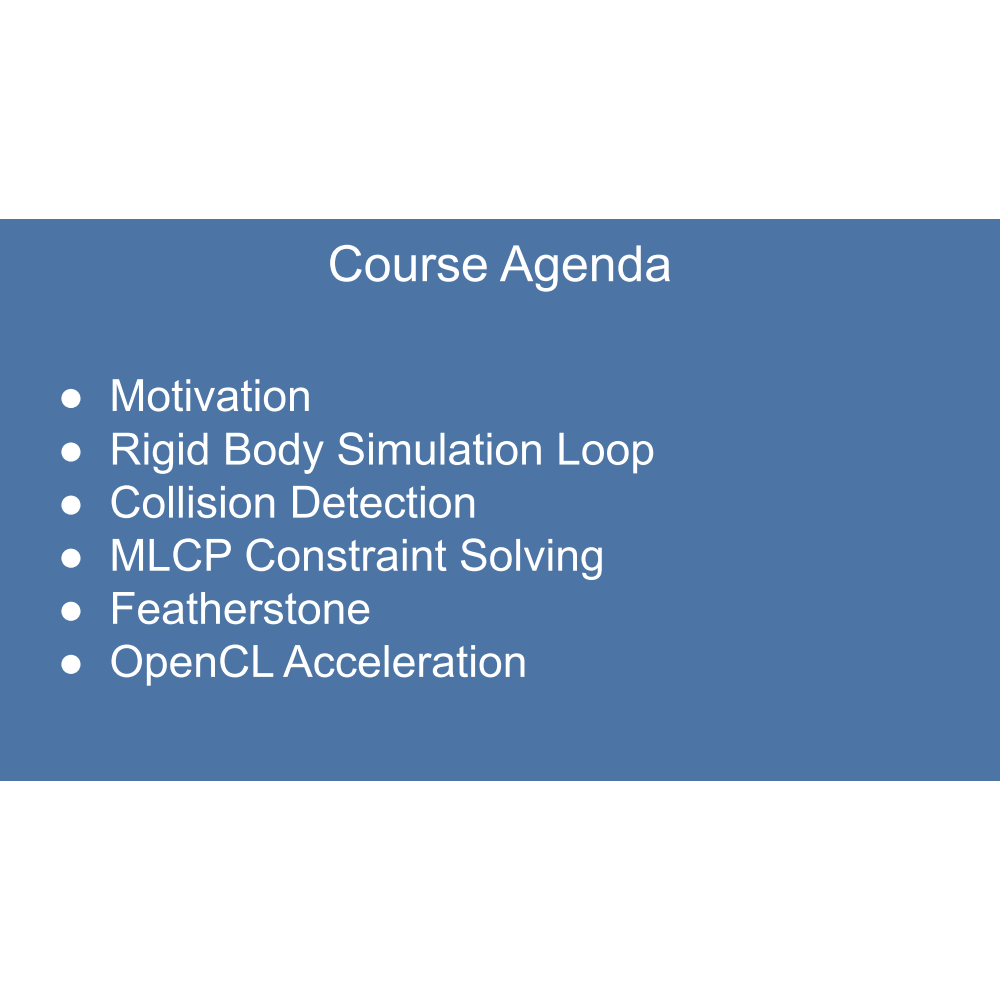 Course Agenda
● Motivation
● Rigid Body Simulation Loop
● Collision Detection
● MLCP Constraint Solving
● Featherstone
● OpenCL Acceleration